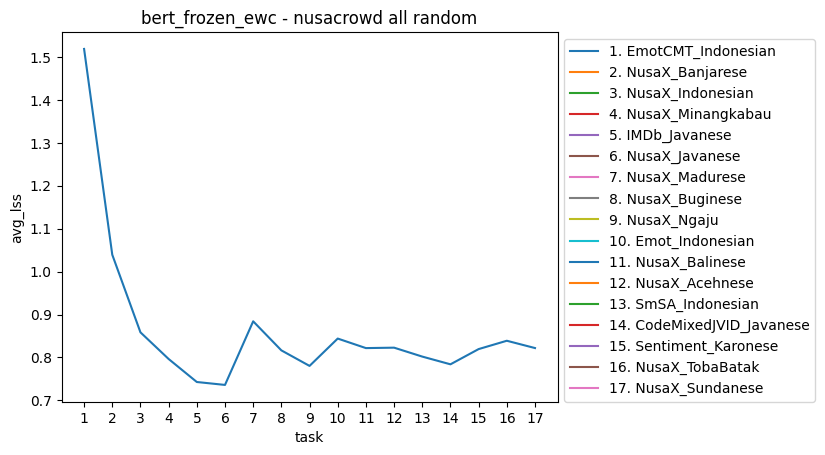 bert_frozen_ewc - nusacrowd all random
avg_lss
1.5
1.4
1.3
1.2
1.1
1.0
0.9
0.8
0.7
1 2 3 4 5 6 7 8 9 10 11 12 13 14 15 16 17
task
1. EmotCMT_Indonesian
2. NusaX_Banjarese
3. NusaX_Indonesian
4. NusaX_Minangkabau
5. IMDb_Javanese
6. NusaX_Javanese
7. NusaX_Madurese
8. NusaX_Buginese
9. NusaX_Ngaju
10. Emot_Indonesian
11. NusaX_Balinese
12. NusaX_Acehnese
13. SmSA_Indonesian
14. CodeMixedJVID_Javanese
15. Sentiment_Karonese
16. NusaX_TobaBatak
17. NusaX_Sundanese